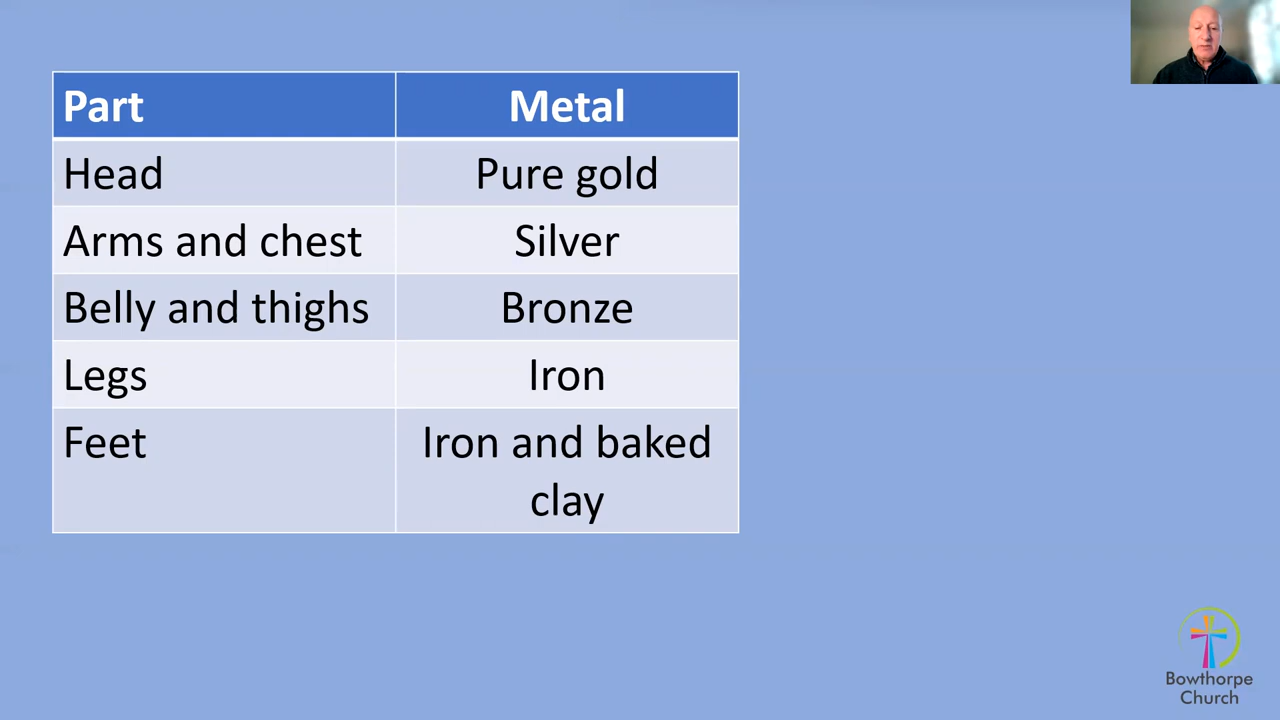 Part Metal
Head Pure gold
Arms and chest Silver
Belly and thighs Bronze
Legs Iron
Feet Iron and baked
clay
Bowthorpe
Church